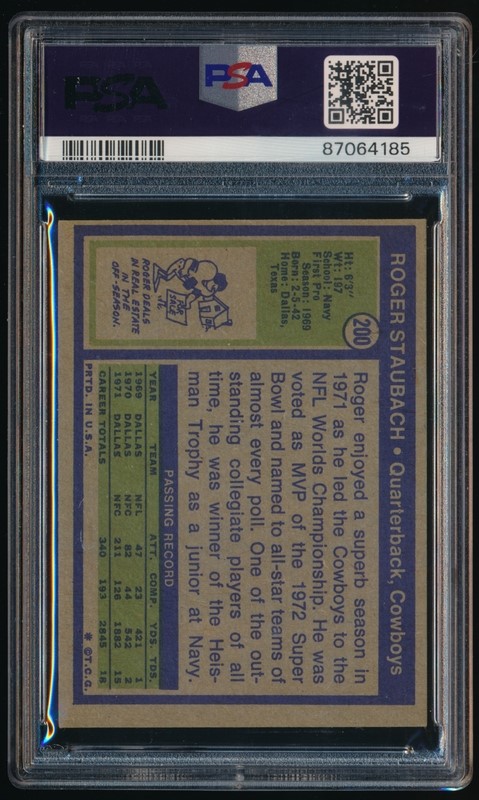 PSA
PSA
87064185
200
ROGER STAUBACH • Quarterback, Cowboys
Ht: 6'3"
Wt: 197
School: Navy
First Pro
Season: 1969
Born: 2-5-42
Home: Dallas,
Texas
FOR
SALE
ROGER DEALS
IN REAL ESTATE
IN THE
OFF-SEASON.
Roger enjoyed a superb season in
1971 as he led the Cowboys to the
NFL Worlds Championship. He was
voted as MVP of the 1972 Super
Bowl and named to all-star teams of
almost every poll. One of the out-
standing collegiate players of all
time, he was winner of the Heis-
man Trophy as a junior at Navy.
PASSING RECORD
YEAR TEAM ATT. COMP. YDS. TDS.
1969 DALLAS NFL 47 23 421 1
1970 DALLAS NFC 82 44 542 2
1971 DALLAS NFC 211 126 1882 15
CAREER TOTALS 340 193 2845 18
PRTD. IN U.S.A. * © T.C.G.